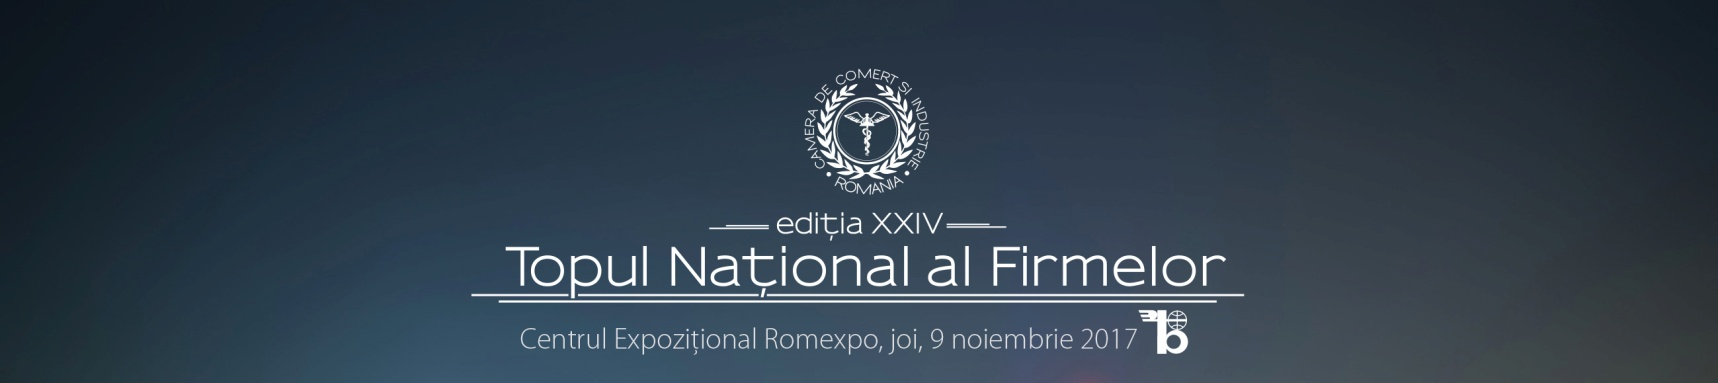 CAMERA DE COMERT SI INDUSTRIE
• ROMANIA •
ediția XXIV
Topul Național al Firmelor
Centrul Expozițional Romexpo, joi, 9 noiembrie 2017
b